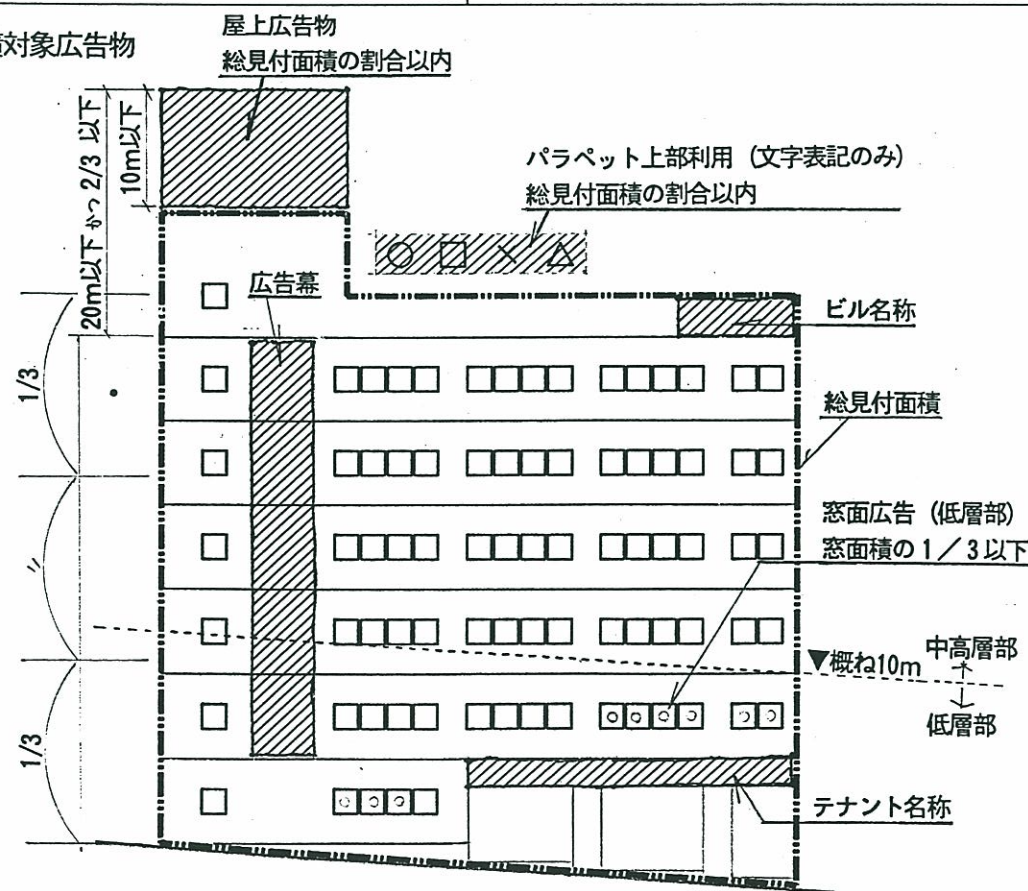 対象広告物
屋上広告物
総見付面積の割合以内
20m以下 かつ 2/3 以下
10m以下
パラペット上部利用（文字表記のみ）
総見付面積の割合以内
○ □ × △
広告幕
ビル名称
1/3
総見付面積
窓面広告（低層部）
窓面積の1／3以下
〃
▼概ね10m
中高層部
低層部
1/3
テナント名称